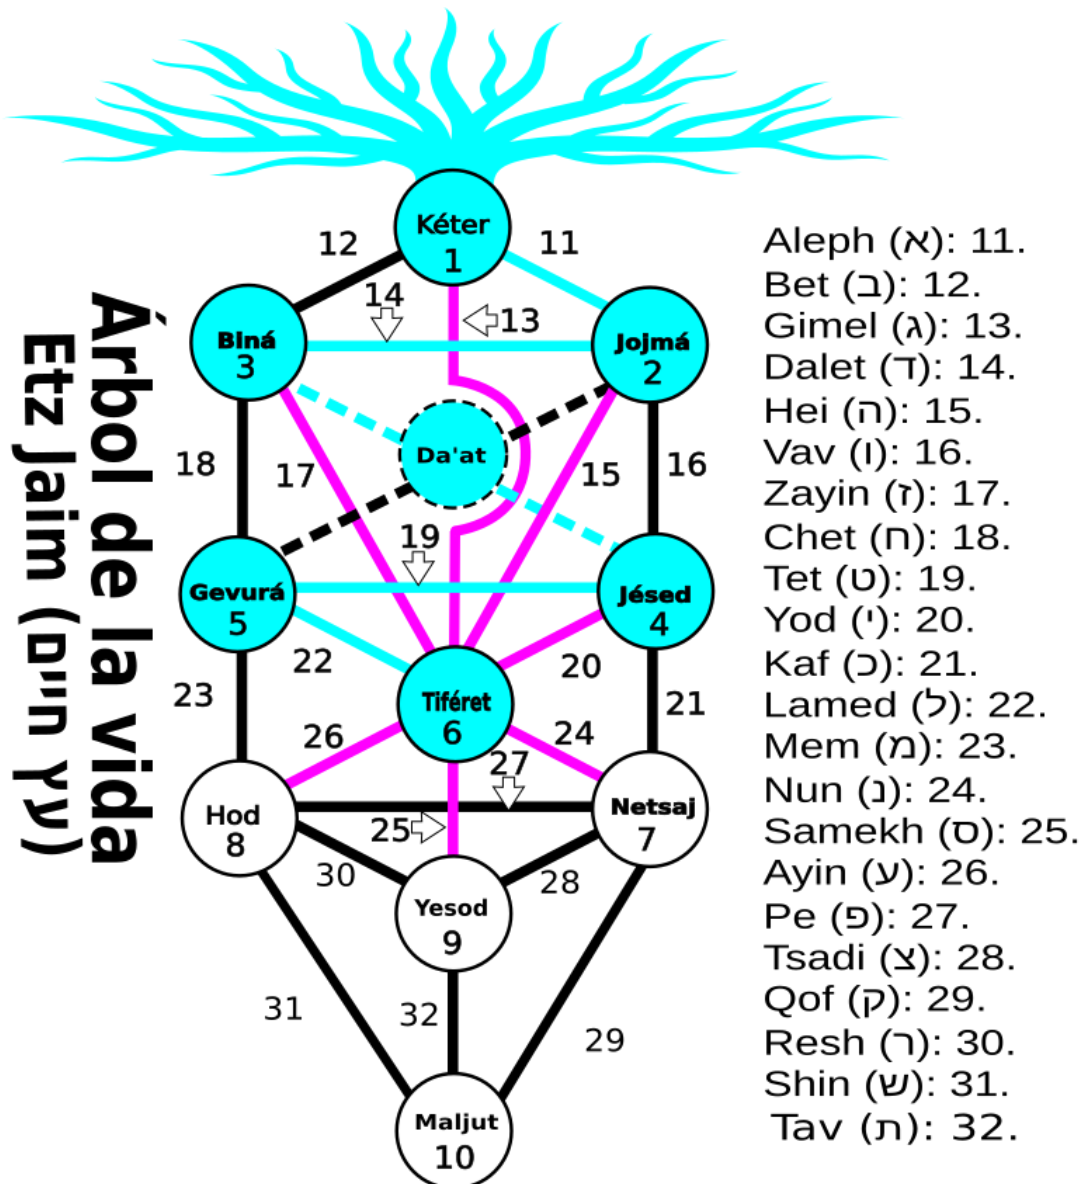 Árbol de la vida
Etz Jaim (עץ חיים)
Kéter
1
12
11
14
13
Biná
3
Jojmá
2
Da'at
18
17
15
16
19
Gevurá
5
Jésed
4
22
20
23
21
Tiféret
6
26
24
27
25
Hod
8
Netsaj
7
30
28
Yesod
9
31
32
29
Maljut
10
Aleph (א): 11.
Bet (ב): 12.
Gimel (ג): 13.
Dalet (ד): 14.
Hei (ה): 15.
Vav (ו): 16.
Zayin (ז): 17.
Chet (ח): 18.
Tet (ט): 19.
Yod (י): 20.
Kaf (כ): 21.
Lamed (ל): 22.
Mem (מ): 23.
Nun (נ): 24.
Samekh (ס): 25.
Ayin (ע): 26.
Pe (פ): 27.
Tsadi (צ): 28.
Qof (ק): 29.
Resh (ר): 30.
Shin (ש): 31.
Tav (ת): 32.